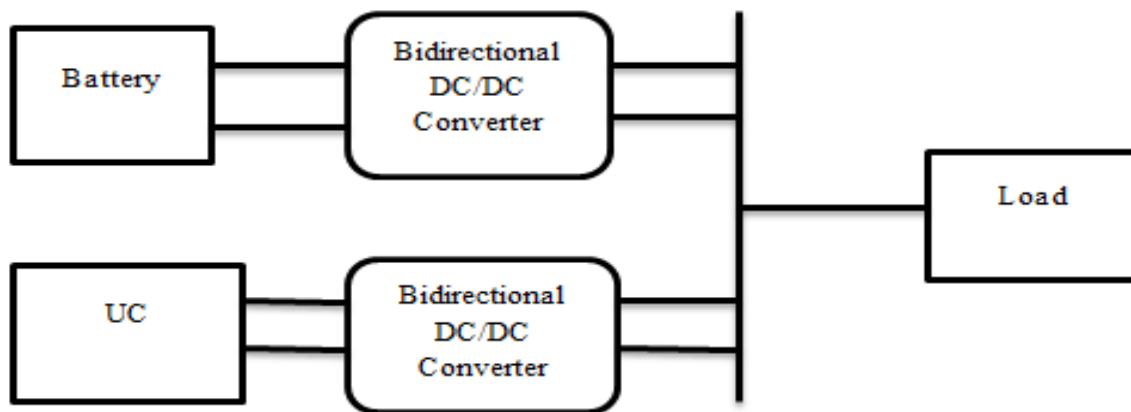 Battery
Bidirectional
DC/DC
Converter
Load
UC
Bidirectional
DC/DC
Converter